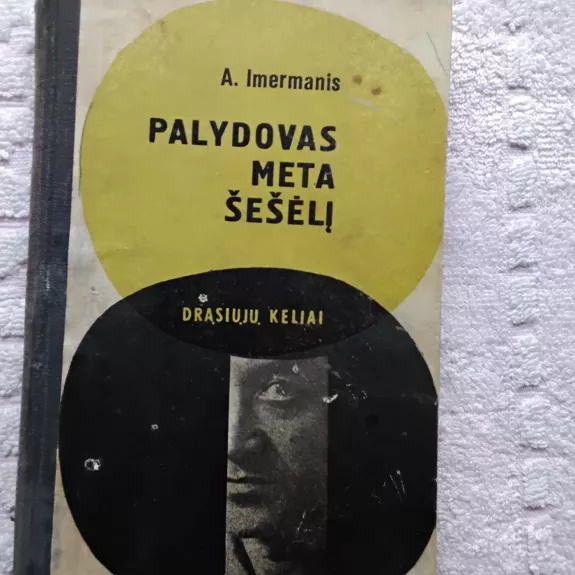 A. Imermanis
PALYDOVAS
META
ŠEŠĖLĮ
DRĄSIŲJŲ KELIAI